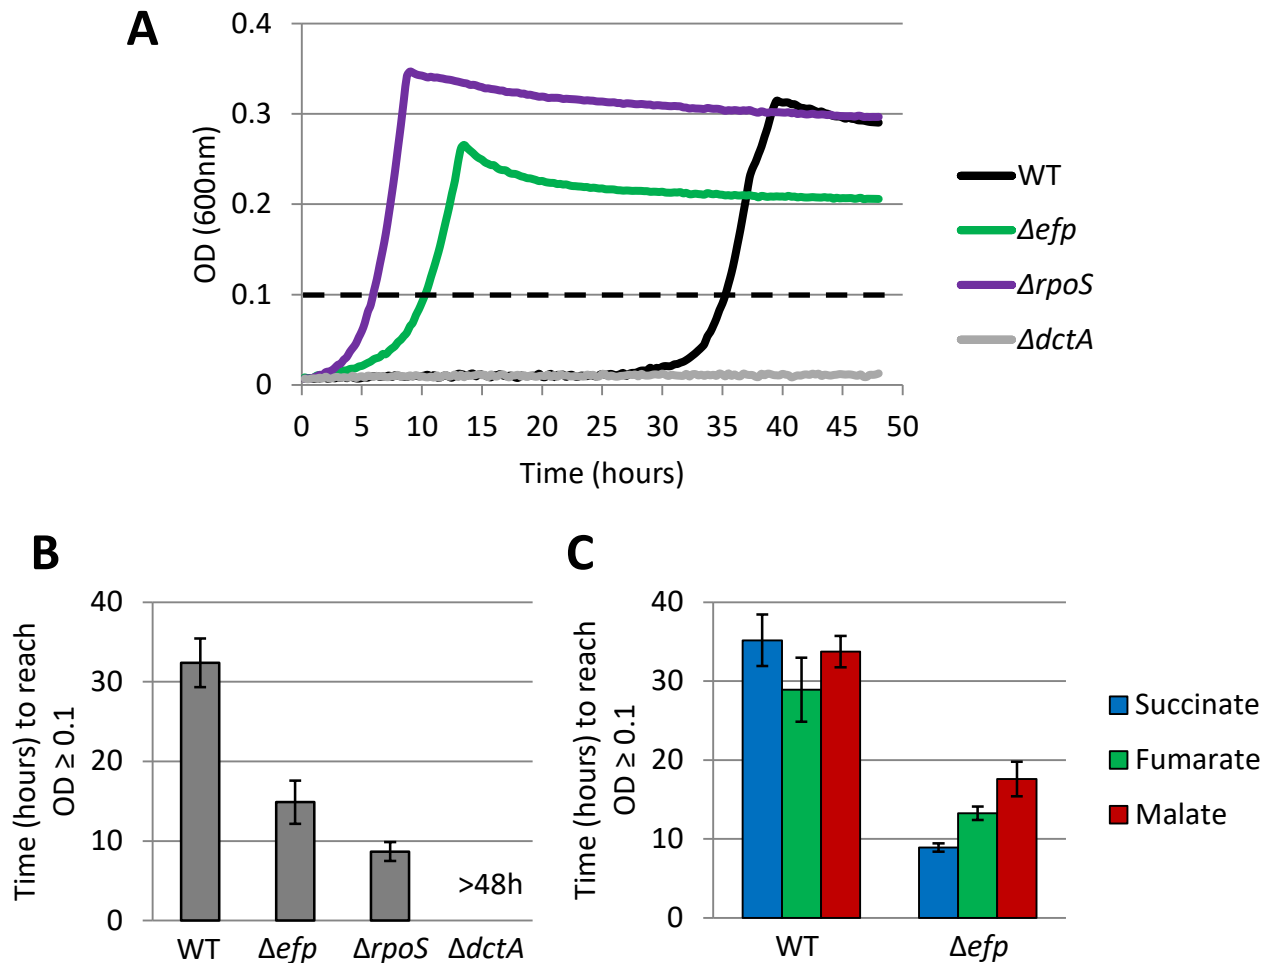 A
0.4
0.3
0.2
0.1
0
OD (600nm)
0 5 10 15 20 25 30 35 40 45 50
Time (hours)
WT
Δefp
ΔrpoS
ΔdctA
B
Time (hours) to reach
OD ≥ 0.1
40
30
20
10
0
>48h
WT Δefp ΔrpoS ΔdctA
C
Time (hours) to reach
OD ≥ 0.1
40
30
20
10
0
WT Δefp
Succinate
Fumarate
Malate